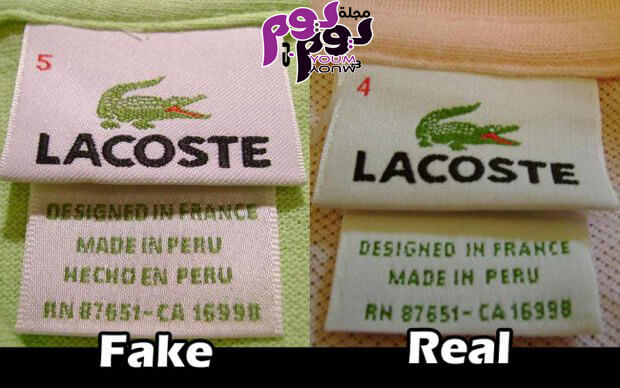 مجلة
يوم بيوم
YOUM
B
YOUM
5
LACOSTE
DESIGNED IN FRANCE
MADE IN PERU
HECHO EN PERU
RN 87651-CA 16998
Fake
4
LACOSTE
DESIGNED IN FRANCE
MADE IN PERU
RN 87651-CA 16998
Real